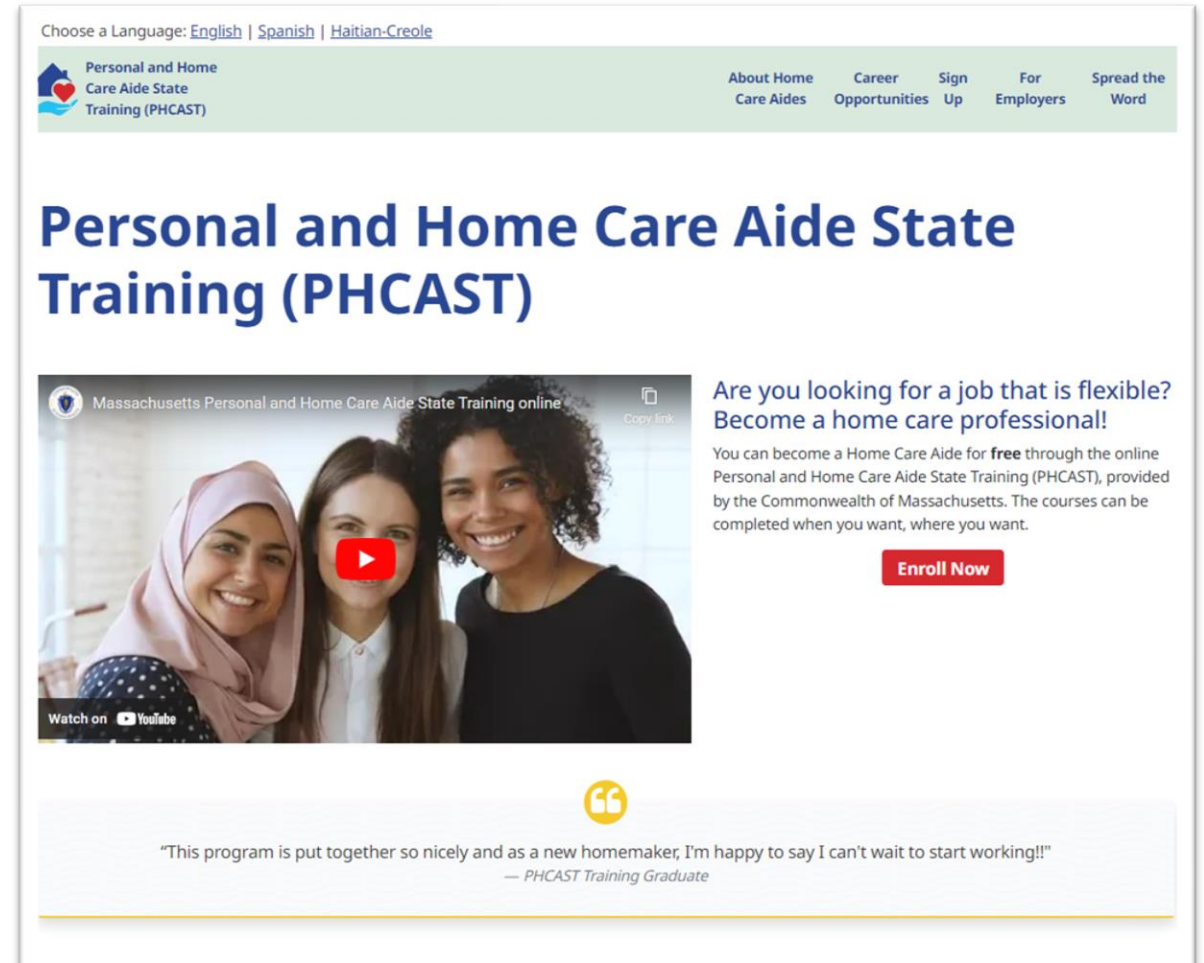 Choose a Language: English | Spanish | Haitian-Creole
Personal and Home
Care Aide State
Training (PHCAST)
About Home
Care Aides
Career
Opportunities
Sign
Up
For
Employers
Spread the
Word
Personal and Home Care Aide State
Training (PHCAST)
Massachusetts Personal and Home Care Aide State Training online
Copy link
Watch on YouTube
Are you looking for a job that is flexible?
Become a home care professional!
You can become a Home Care Aide for free through the online
Personal and Home Care Aide State Training (PHCAST), provided
by the Commonwealth of Massachusetts. The courses can be
completed when you want, where you want.
Enroll Now
“This program is put together so nicely and as a new homemaker, I'm happy to say I can't wait to start working!!"
— PHCAST Training Graduate